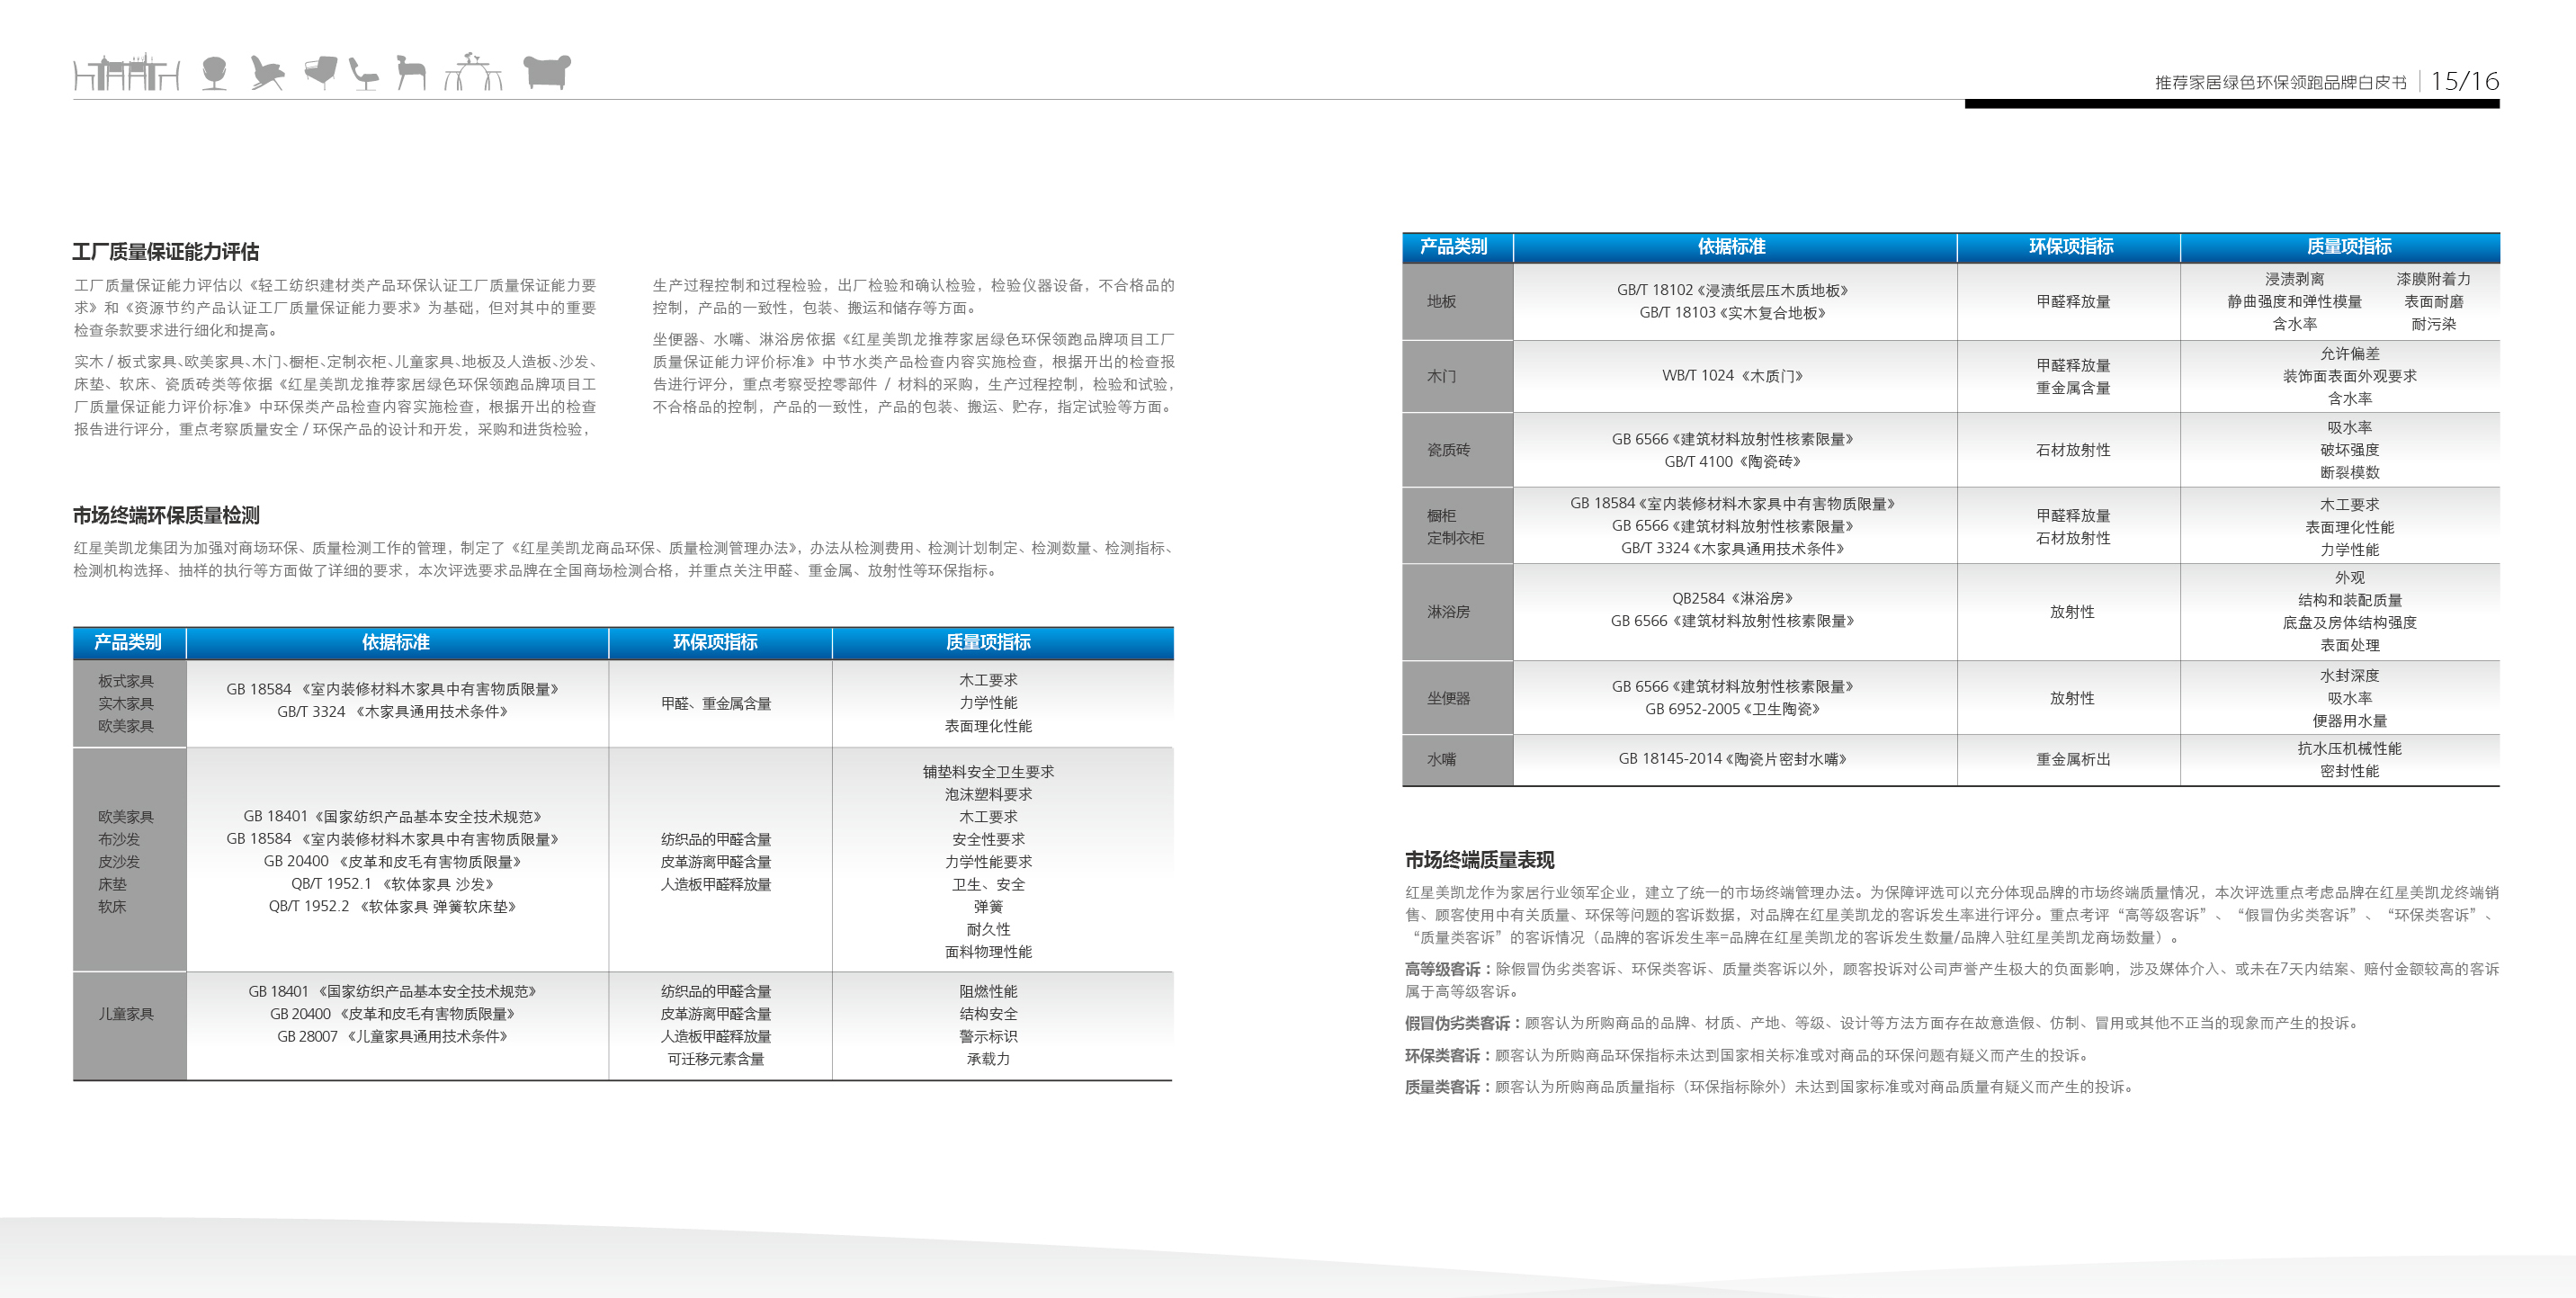 推荐家居绿色环保领跑品牌白皮书 15/16
工厂质量保证能力评估
工厂质量保证能力评估以《轻工纺织建材类产品环保认证工厂质量保证能力要
求》和《资源节约产品认证工厂质量保证能力要求》为基础，但对其中的重要
检查条款要求进行细化和提高。
实木 / 板式家具、欧美家具、木门、橱柜、定制衣柜、儿童家具、地板及人造板、沙发、
床垫、软床、瓷质砖类等依据《红星美凯龙推荐家居绿色环保领跑品牌项目工
厂质量保证能力评价标准》中环保类产品检查内容实施检查，根据开出的检查
报告进行评分，重点考察质量安全 / 环保产品的设计和开发，采购和进货检验，
生产过程控制和过程检验，出厂检验和确认检验，检验仪器设备，不合格品的
控制，产品的一致性，包装、搬运和储存等方面。
坐便器、水嘴、淋浴房依据《红星美凯龙推荐家居绿色环保领跑品牌项目工厂
质量保证能力评价标准》中节水类产品检查内容实施检查，根据开出的检查报
告进行评分，重点考察受控零部件 / 材料的采购，生产过程控制，检验和试验，
不合格品的控制，产品的一致性，产品的包装、搬运、贮存，指定试验等方面。
市场终端环保质量检测
红星美凯龙集团为加强对商场环保、质量检测工作的管理，制定了《红星美凯龙商品环保、质量检测管理办法》，办法从检测费用、检测计划制定、检测数量、检测指标、
检测机构选择、抽样的执行等方面做了详细的要求，本次评选要求品牌在全国商场检测合格，并重点关注甲醛、重金属、放射性等环保指标。
产品类别 依据标准 环保项指标 质量项指标
板式家具
实木家具
欧美家具
GB 18584 《室内装修材料木家具中有害物质限量》
GB/T 3324 《木家具通用技术条件》
甲醛、重金属含量
木工要求
力学性能
表面理化性能
欧美家具
布沙发
皮沙发
床垫
软床
GB 18401《国家纺织产品基本安全技术规范》
GB 18584 《室内装修材料木家具中有害物质限量》
GB 20400 《皮革和皮毛有害物质限量》
QB/T 1952.1 《软体家具 沙发》
QB/T 1952.2 《软体家具 弹簧软床垫》
纺织品的甲醛含量
皮革游离甲醛含量
人造板甲醛释放量
铺垫料安全卫生要求
泡沫塑料要求
木工要求
安全性要求
力学性能要求
卫生、安全
弹簧
耐久性
面料物理性能
儿童家具
GB 18401 《国家纺织产品基本安全技术规范》
GB 20400 《皮革和皮毛有害物质限量》
GB 28007 《儿童家具通用技术条件》
纺织品的甲醛含量
皮革游离甲醛含量
人造板甲醛释放量
可迁移元素含量
阻燃性能
结构安全
警示标识
承载力
产品类别 依据标准 环保项指标 质量项指标
地板
GB/T 18102《浸渍纸层压木质地板》
GB/T 18103《实木复合地板》
甲醛释放量
浸渍剥离 漆膜附着力
静曲强度和弹性模量 表面耐磨
含水率 耐污染
木门
WB/T 1024 《木质门》
甲醛释放量
重金属含量
允许偏差
装饰面表面外观要求
含水率
瓷质砖
GB 6566《建筑材料放射性核素限量》
GB/T 4100 《陶瓷砖》
石材放射性
吸水率
破坏强度
断裂模数
橱柜
定制衣柜
GB 18584《室内装修材料木家具中有害物质限量》
GB 6566《建筑材料放射性核素限量》
GB/T 3324《木家具通用技术条件》
甲醛释放量
石材放射性
木工要求
表面理化性能
力学性能
淋浴房
QB2584 《淋浴房》
GB 6566 《建筑材料放射性核素限量》
放射性
外观
结构和装配质量
底盘及房体结构强度
表面处理
坐便器
GB 6566《建筑材料放射性核素限量》
GB 6952-2005《卫生陶瓷》
放射性
水封深度
吸水率
便器用水量
水嘴
GB 18145-2014《陶瓷片密封水嘴》
重金属析出
抗水压机械性能
密封性能
市场终端质量表现
红星美凯龙作为家居行业领军企业，建立了统一的市场终端管理办法。为保障评选可以充分体现品牌的市场终端质量情况，本次评选重点考虑品牌在红星美凯龙终端销
售、顾客使用中有关质量、环保等问题的客诉数据，对品牌在红星美凯龙的客诉发生率进行评分。重点考评“高等级客诉”、“假冒伪劣类客诉”、“环保类客诉”、
“质量类客诉”的客诉情况（品牌的客诉发生率=品牌在红星美凯龙的客诉发生数量/品牌入驻红星美凯龙商场数量）。
高等级客诉：除假冒伪劣类客诉、环保类客诉、质量类客诉以外，顾客投诉对公司声誉产生极大的负面影响，涉及媒体介入、或未在7天内结案、赔付金额较高的客诉
属于高等级客诉。
假冒伪劣类客诉：顾客认为所购商品的品牌、材质、产地、等级、设计等方法方面存在故意造假、仿制、冒用或其他不正当的现象而产生的投诉。
环保类客诉：顾客认为所购商品环保指标未达到国家相关标准或对商品的环保问题有疑义而产生的投诉。
质量类客诉：顾客认为所购商品质量指标（环保指标除外）未达到国家标准或对商品质量有疑义而产生的投诉。